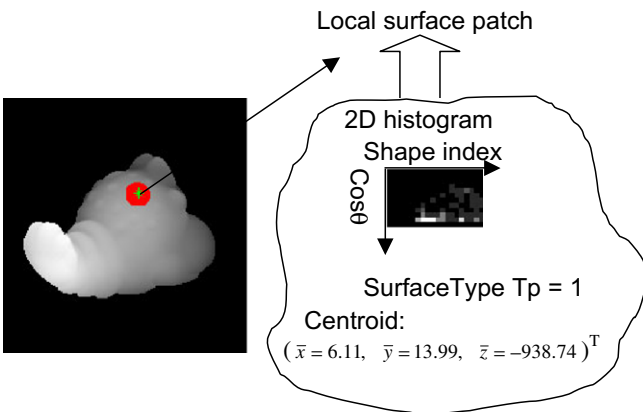 Local surface patch
2D histogram
Shape index
Cosθ
SurfaceType Tp = 1
Centroid:
( x̅ = 6.11, y̅ = 13.99, z̅ = −938.74 )ᵀ